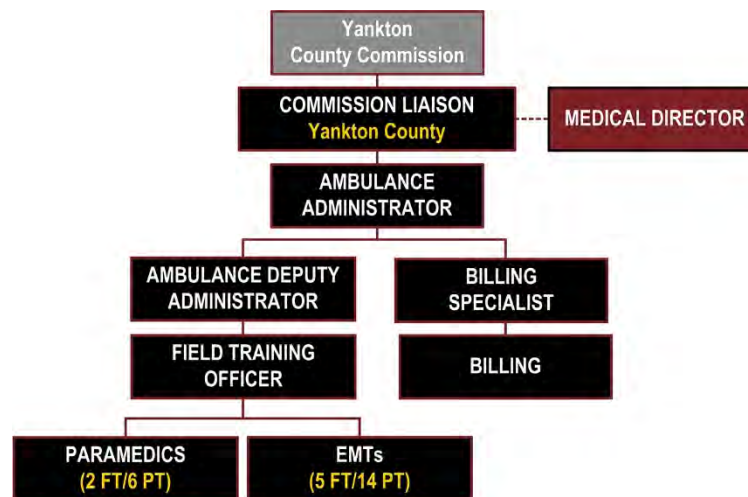 Yankton
County Commission
COMMISSION LIAISON
Yankton County
MEDICAL DIRECTOR
AMBULANCE
ADMINISTRATOR
AMBULANCE DEPUTY
ADMINISTRATOR
BILLING
SPECIALIST
FIELD TRAINING
OFFICER
BILLING
PARAMEDICS
(2 FT/6 PT)
EMTs
(5 FT/14 PT)